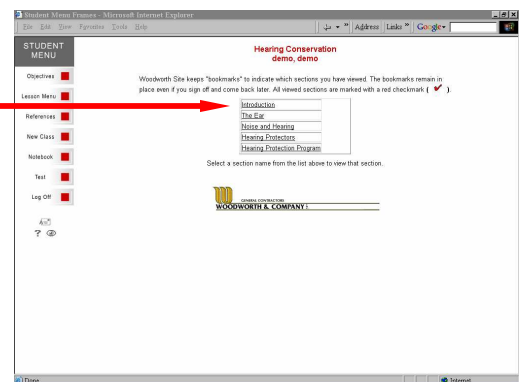 Student Menu Frames - Microsoft Internet Explorer
File Edit View Favorites Tools Help
Address Links » Google
STUDENT
MENU
Objectives
Lesson Menu
References
New Class
Notebook
Test
Log Off
?
Hearing Conservation
demo, demo
Woodworth Site keeps "bookmarks" to indicate which sections you have viewed. The bookmarks remain in
place even if you sign off and come back later. All viewed sections are marked with a red checkmark ( ✔ ).
Introduction
The Ear
Noise and Hearing
Hearing Protectors
Hearing Protection Program
Select a section name from the list above to view that section.
GENERAL CONTRACTORS
WOODWORTH & COMPANY
Done
Internet